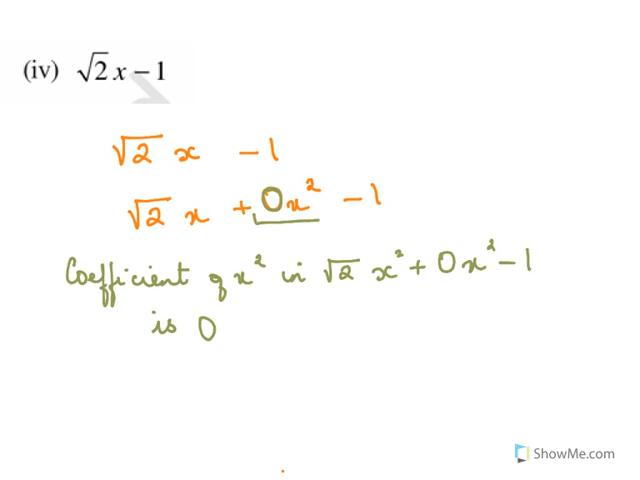 (iv) √2 x − 1
√2 x − 1
√2 x + 0x² − 1
Coefficient of x² in √2 x² + 0x² − 1
is 0
ShowMe.com